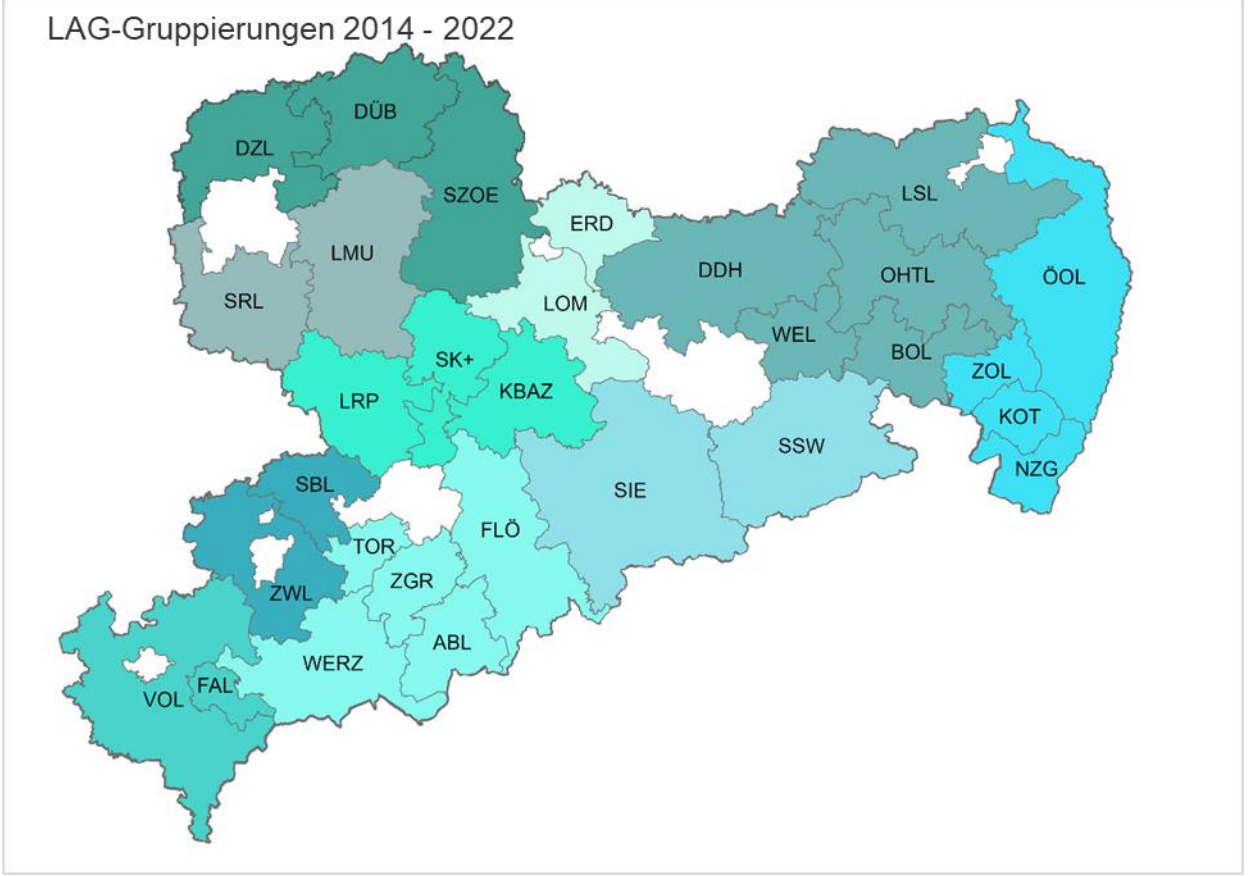 LAG-Gruppierungen 2014 - 2022
DÜB
DZL
SZOE
LSL
ERD
LMU
DDH
OHTL
ÖOL
SRL
LOM
WEL
BOL
SK+
ZOL
KBAZ
LRP
KOT
SSW
NZG
SBL
SIE
FLÖ
TOR
ZGR
ZWL
ABL
WERZ
FAL
VOL